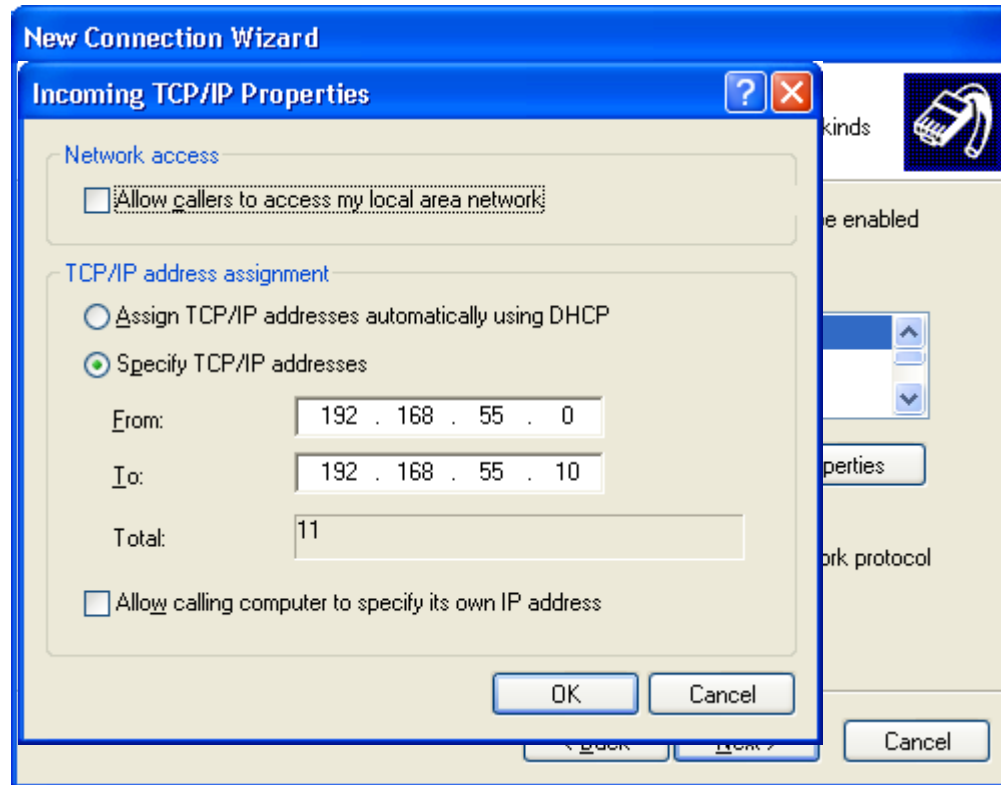 New Connection Wizard
Incoming TCP/IP Properties
kinds
Network access
Allow callers to access my local area network
e enabled
TCP/IP address assignment
Assign TCP/IP addresses automatically using DHCP
Specify TCP/IP addresses
From: 192 . 168 . 55 . 0
To: 192 . 168 . 55 . 10
perties
Total: 11
ork protocol
Allow calling computer to specify its own IP address
OK Cancel
< Back Next > Cancel